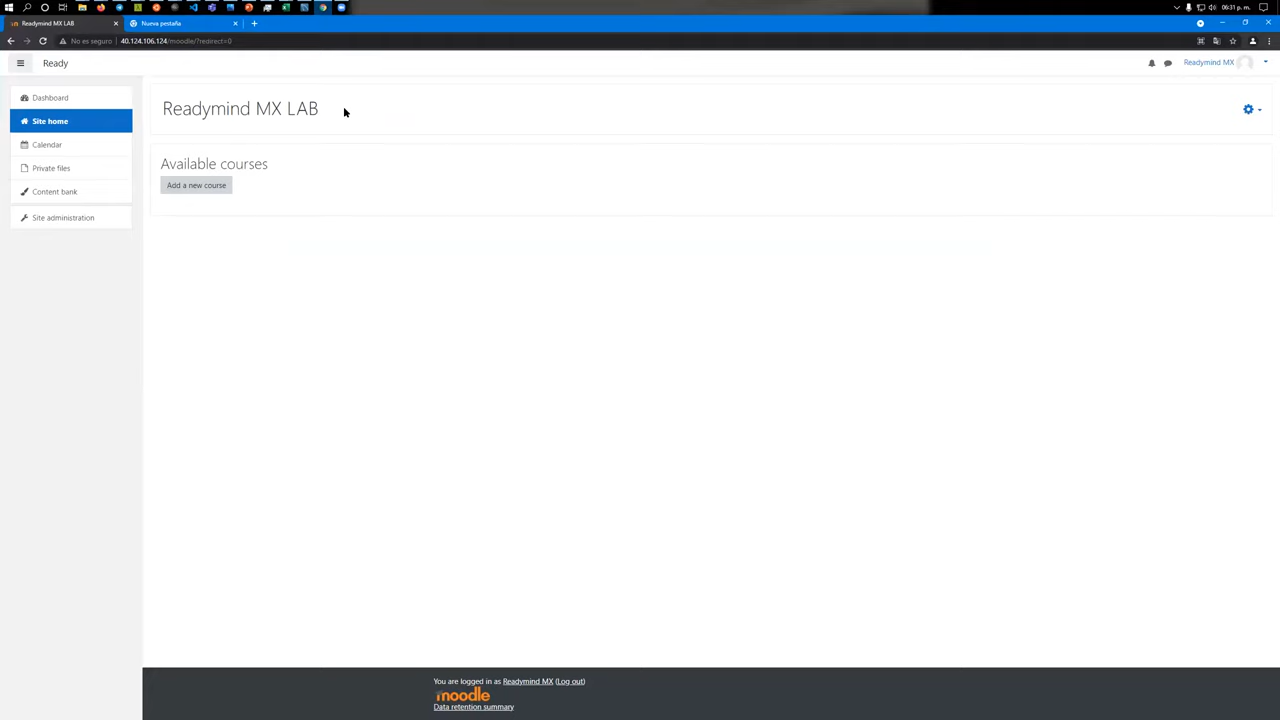 06:31 p. m.
Readymind MX LAB
Nueva pestaña
No es seguro
40.124.106.124/moodle/?redirect=0
Ready
Readymind MX
Dashboard
Site home
Calendar
Private files
Content bank
Site administration
Readymind MX LAB
Available courses
Add a new course
You are logged in as Readymind MX (Log out)
moodle
Data retention summary